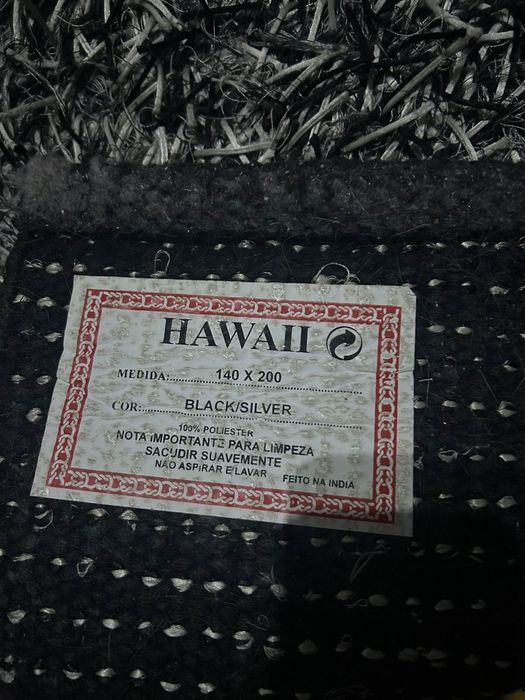 HAWAII
MEDIDA:..................140 X 200..................
COR:..................BLACK/SILVER..................
100% POLIESTER
NOTA IMPORTANTE PARA LIMPEZA
SACUDIR SUAVEMENTE
NÃO ASPIRAR E LAVAR
FEITO NA INDIA